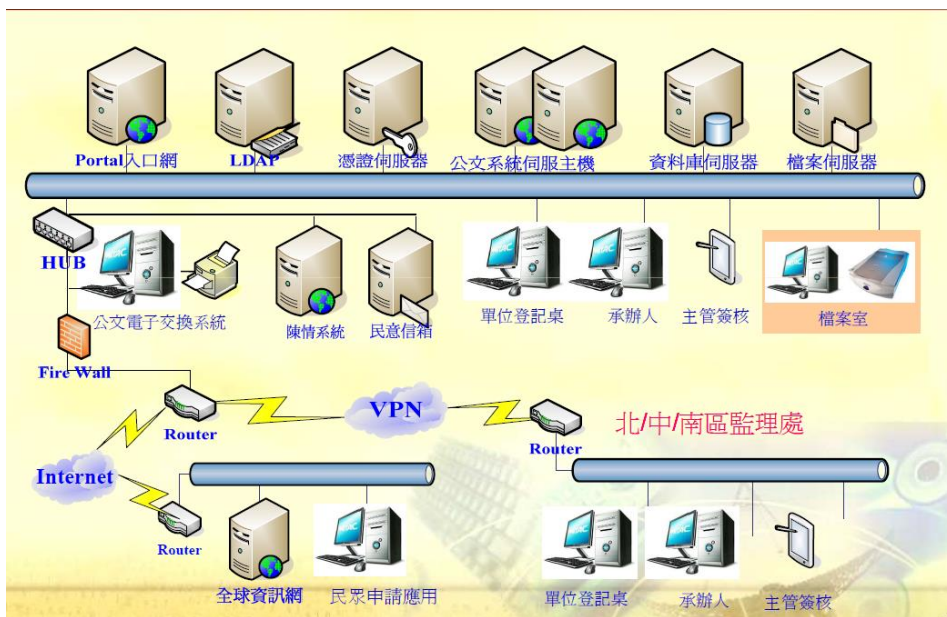 Portal入口網
LDAP
憑證伺服器
公文系統伺服主機
資料庫伺服器
檔案伺服器
HUB
公文電子交換系統
陳情系統
民意信箱
單位登記桌
承辦人
主管簽核
檔案室
Fire Wall
Router
VPN
Router
北/中/南區監理處
Internet
Router
全球資訊網
民眾申請應用
單位登記桌
承辦人
主管簽核